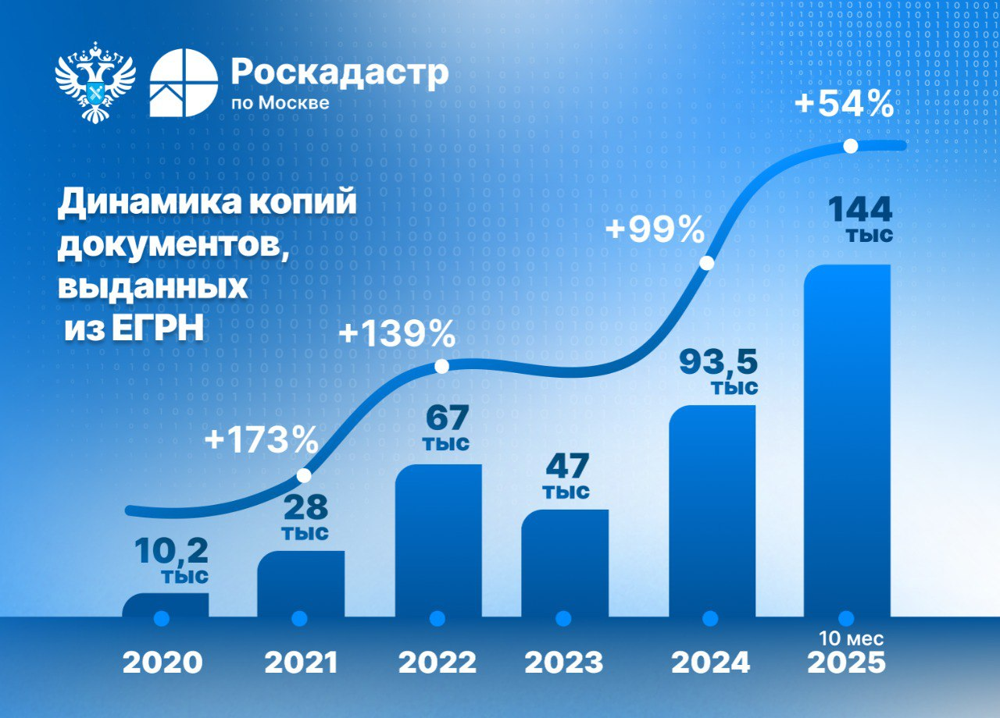 Роскадастр
по Москве
Динамика копий
документов,
выданных
из ЕГРН
+173%
+139%
+99%
+54%
10,2
тыс
28
тыс
67
тыс
47
тыс
93,5
тыс
144
тыс
2020
2021
2022
2023
2024
10 мес
2025